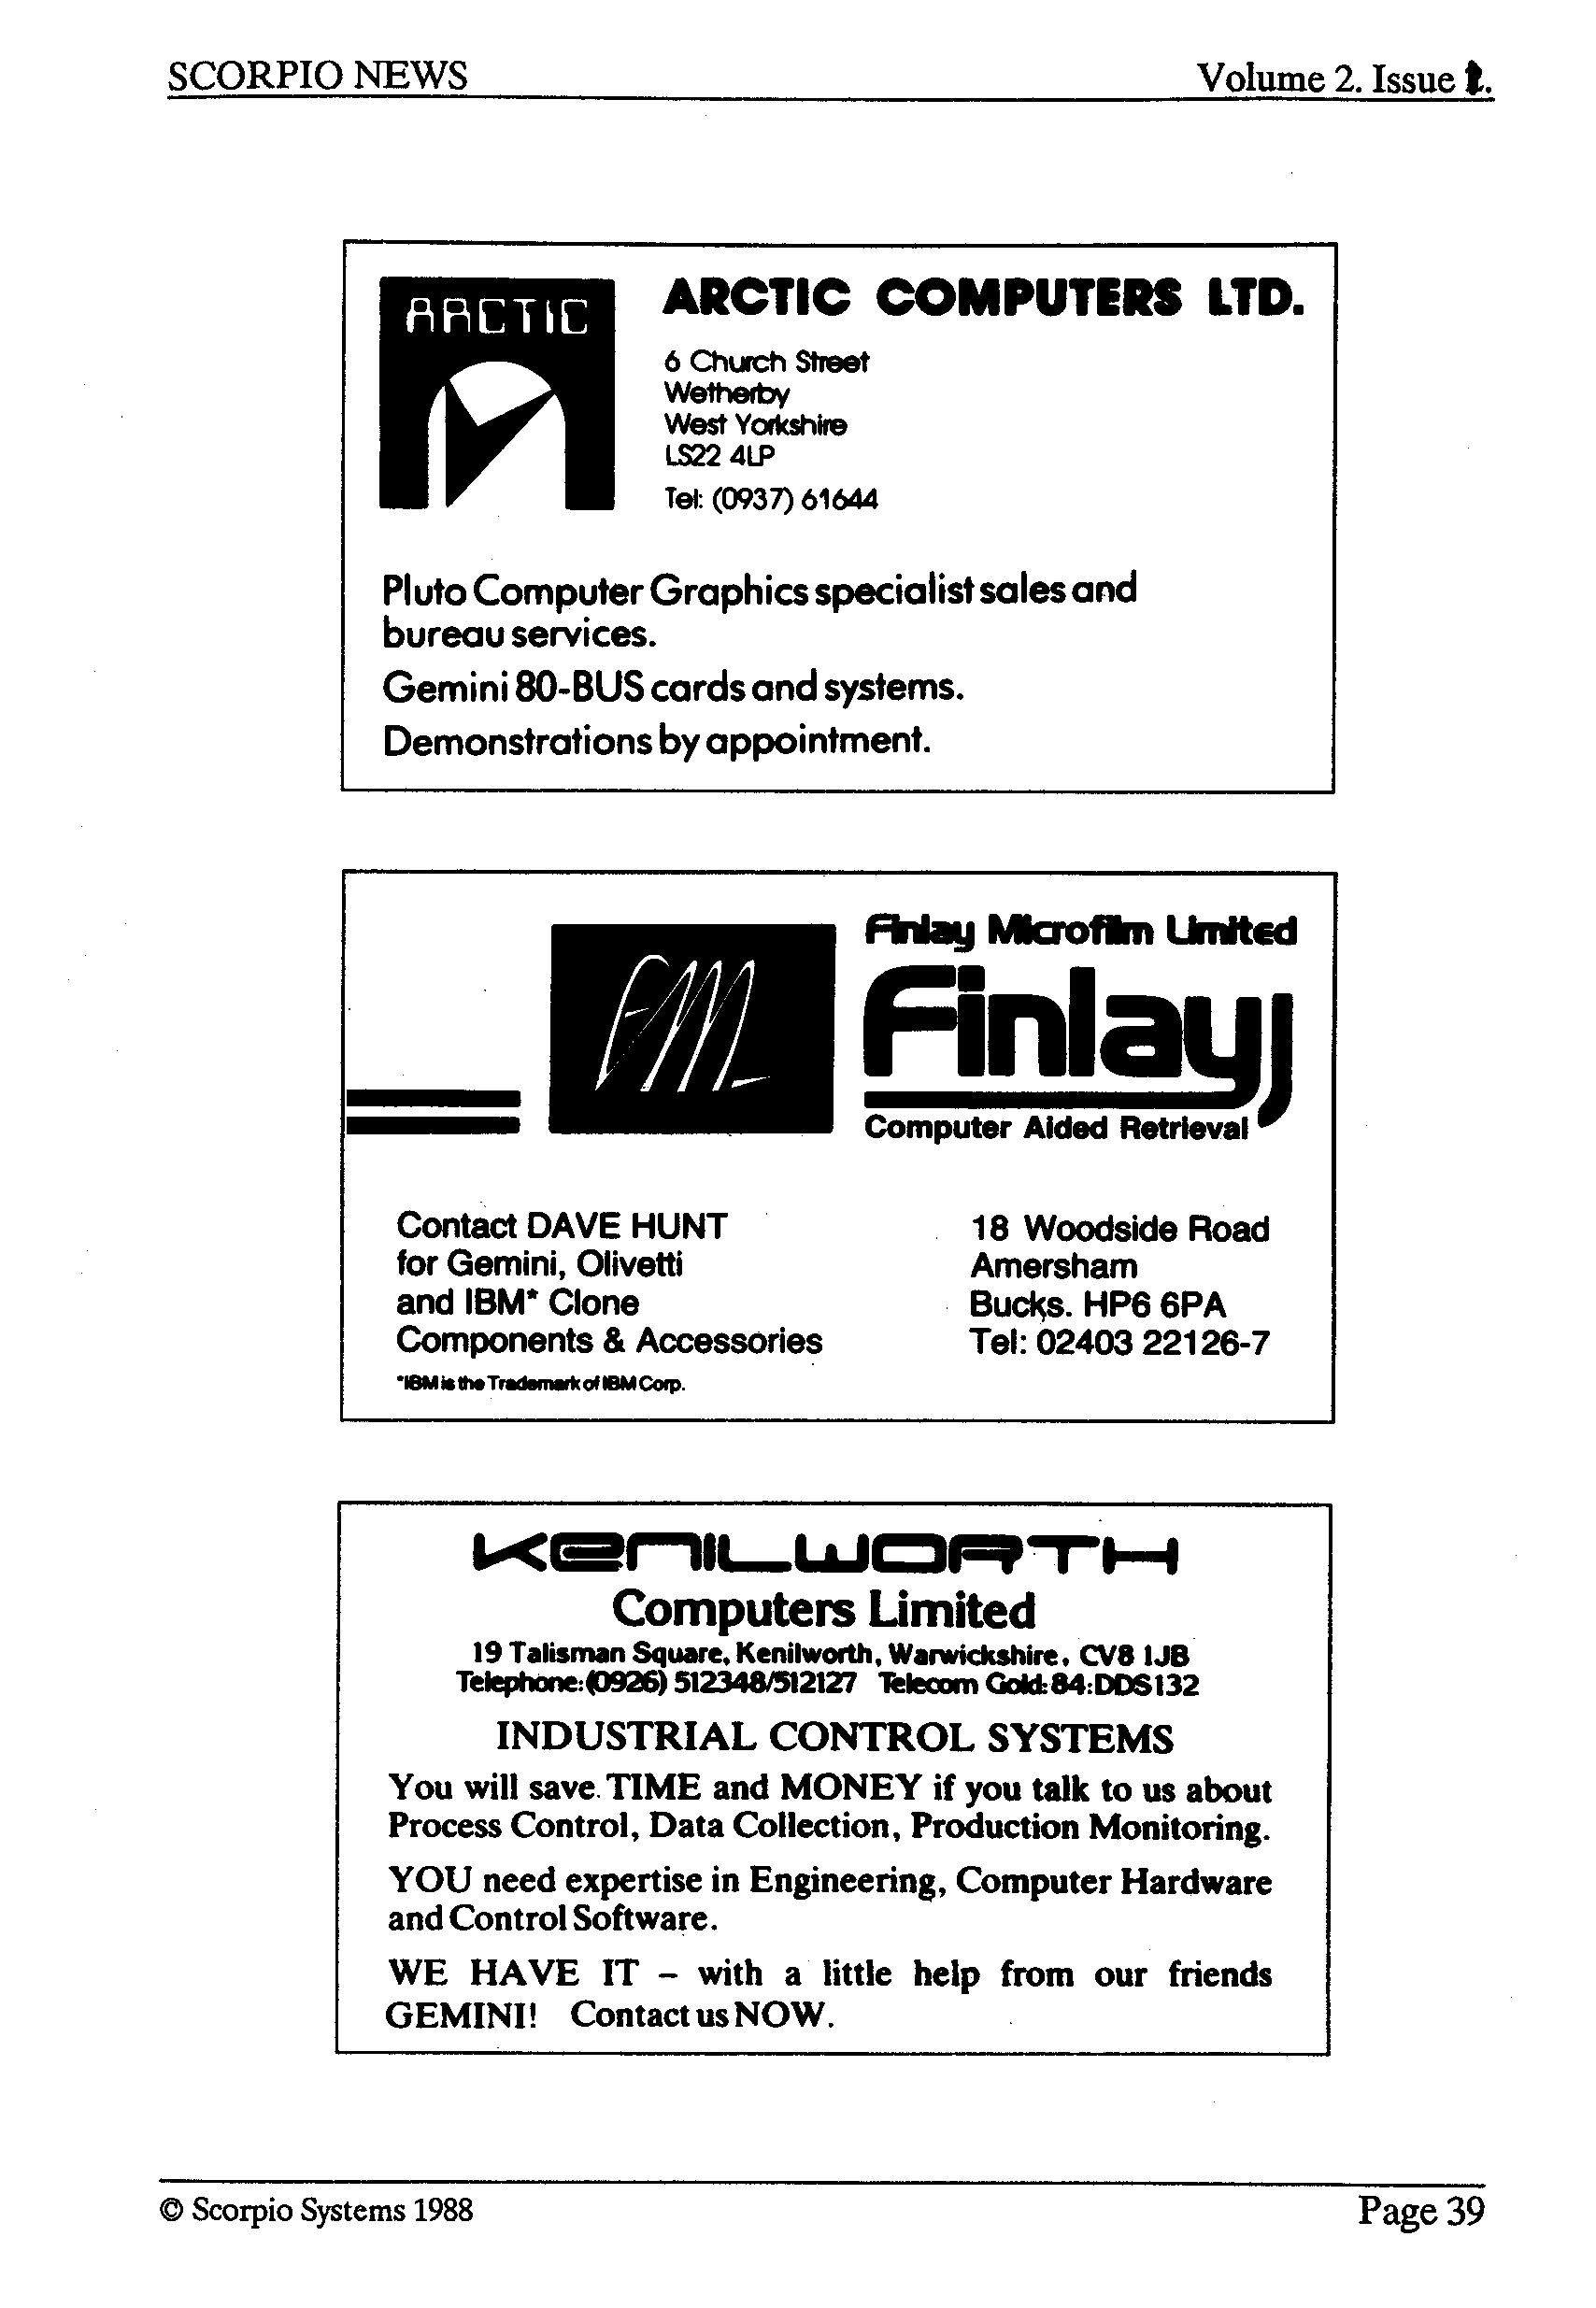 SCORPIO NEWS
Volume 2. Issue
ARCTIC
ARCTIC COMPUTERS LTD.
6 Church Street
Wetherby
West Yorkshire
LS22 4LP
Tel: (0937) 61644
Pluto Computer Graphics specialist sales and
bureau services.
Gemini 80-BUS cards and systems.
Demonstrations by appointment.
Finlay Microfilm Limited
FML
Finlay
Computer Aided Retrieval
Contact DAVE HUNT
for Gemini, Olivetti
and IBM* Clone
Components & Accessories
*IBM is the Trademark of IBM Corp.
18 Woodside Road
Amersham
Bucks. HP6 6PA
Tel: 02403 22126-7
KENILWORTH
Computers Limited
19 Talisman Square, Kenilworth, Warwickshire, CV8 1JB
Telephone: (0926) 512348/512127 Telecom Gold: 84:DDS132
INDUSTRIAL CONTROL SYSTEMS
You will save TIME and MONEY if you talk to us about
Process Control, Data Collection, Production Monitoring.
YOU need expertise in Engineering, Computer Hardware
and Control Software.
WE HAVE IT – with a little help from our friends
GEMINI! Contact us NOW.
© Scorpio Systems 1988
Page 39